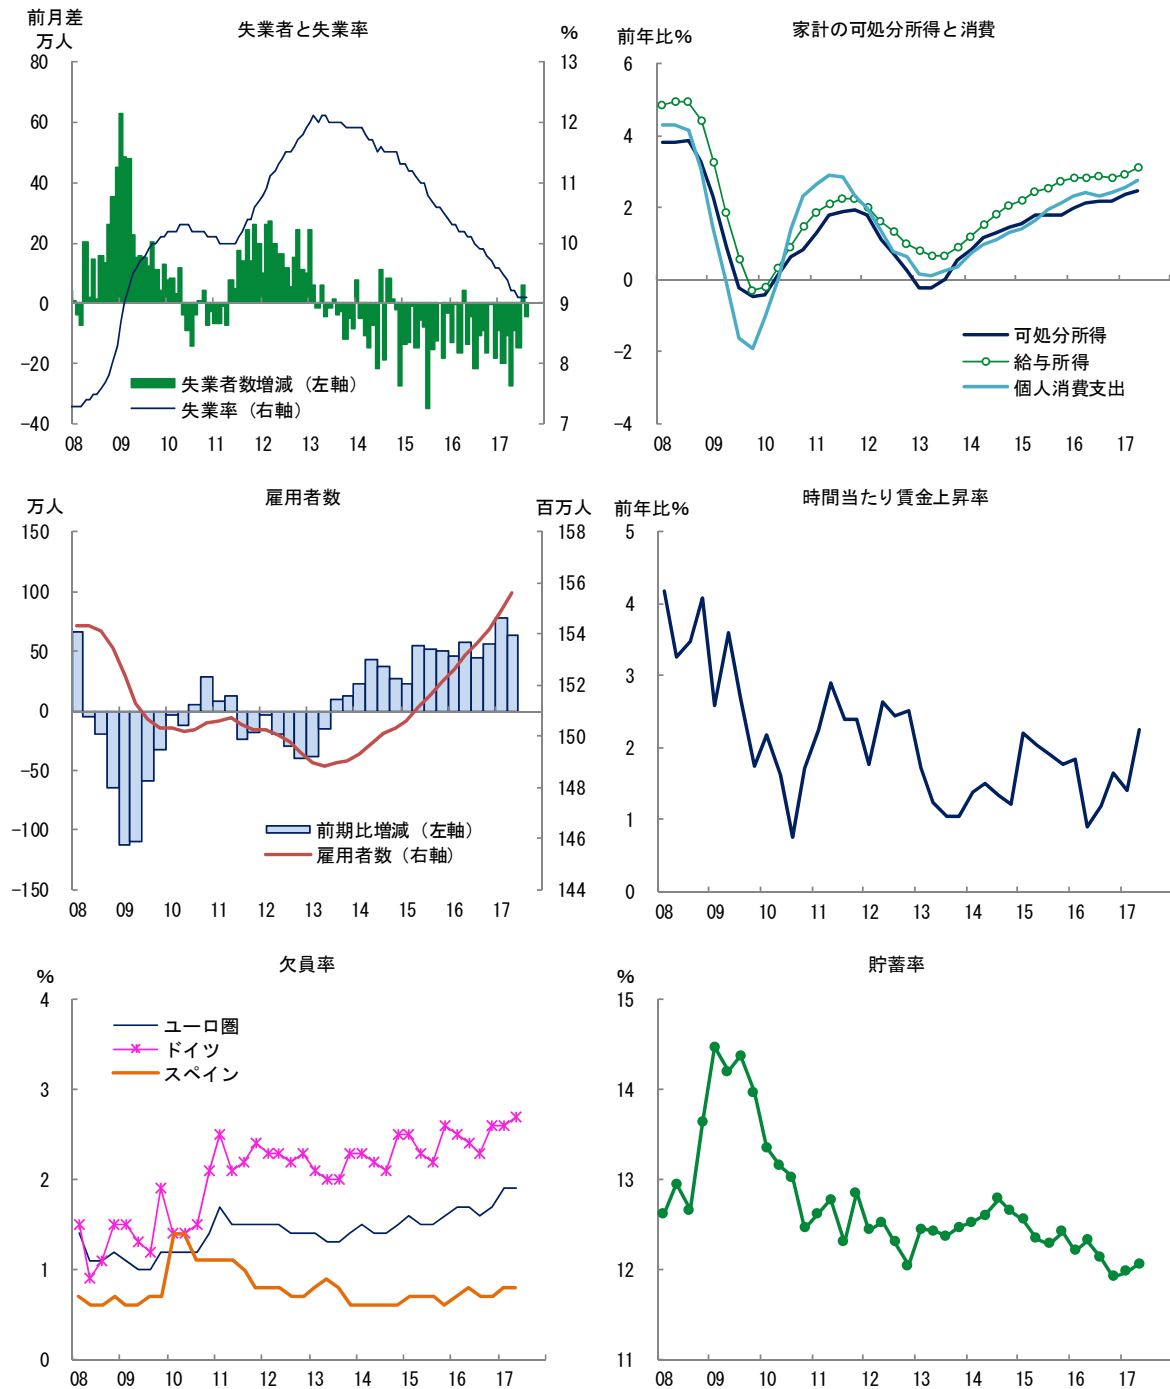 失業者と失業率
前月差
万人
%
80
60
40
20
0
-20
-40
13
12
11
10
9
8
7
失業者数増減（左軸）
失業率（右軸）
08 09 10 11 12 13 14 15 16 17
家計の可処分所得と消費
前年比%
6
4
2
0
-2
-4
可処分所得
給与所得
個人消費支出
08 09 10 11 12 13 14 15 16 17
雇用者数
万人
百万人
150
100
50
0
-50
-100
-150
158
156
154
152
150
148
146
144
前期比増減（左軸）
雇用者数（右軸）
08 09 10 11 12 13 14 15 16 17
時間当たり賃金上昇率
前年比%
5
4
3
2
1
0
08 09 10 11 12 13 14 15 16 17
欠員率
%
4
3
2
1
0
ユーロ圏
ドイツ
スペイン
08 09 10 11 12 13 14 15 16 17
貯蓄率
%
15
14
13
12
11
08 09 10 11 12 13 14 15 16 17